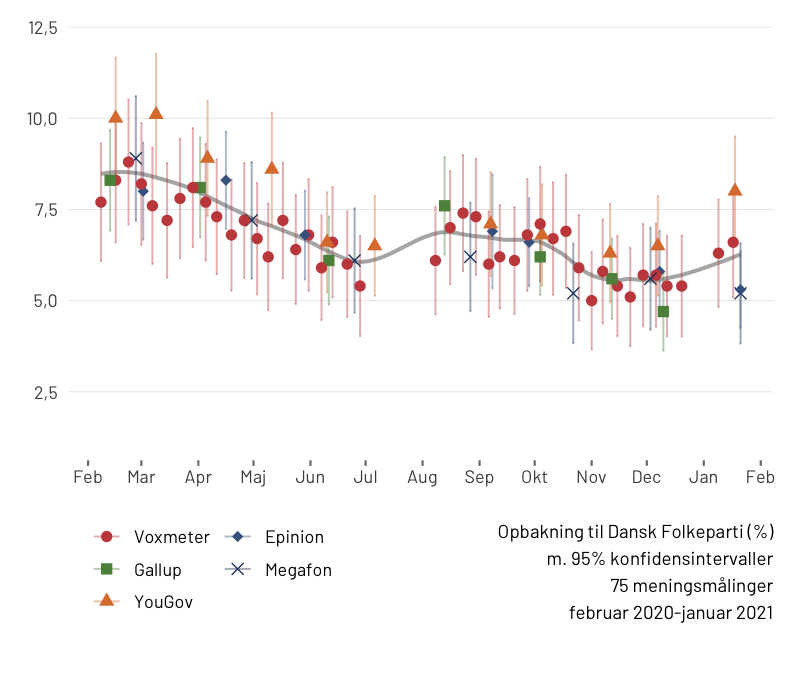 12,5
10,0
7,5
5,0
2,5
Feb Mar Apr Maj Jun Jul Aug Sep Okt Nov Dec Jan Feb
Voxmeter Epinion
Gallup Megafon
YouGov
Opbakning til Dansk Folkeparti (%)
m. 95% konfidensintervaller
75 meningsmålinger
februar 2020-januar 2021